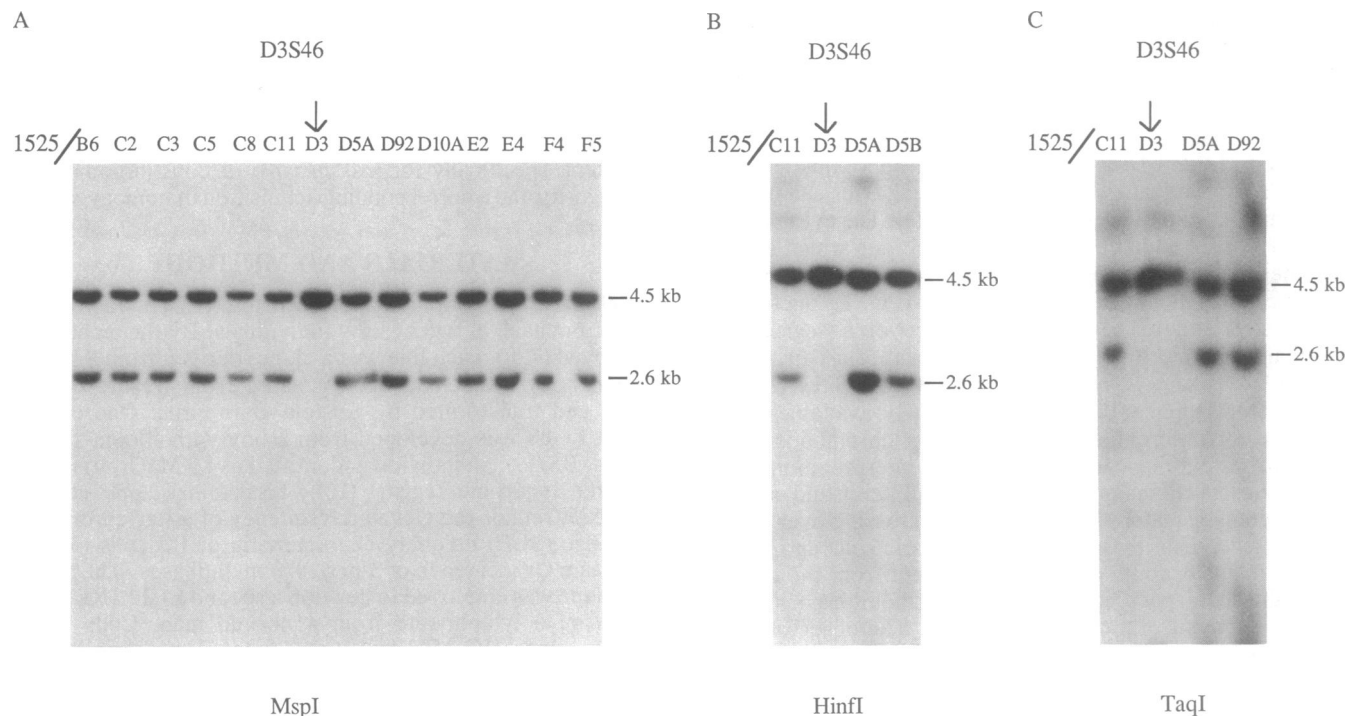 A
D3S46
1525/ B6 C2 C3 C5 C8 C11 D3 D5A D92 D10A E2 E4 F4 F5
4.5 kb
2.6 kb
MspI
B
D3S46
1525/ C11 D3 D5A D5B
4.5 kb
2.6 kb
HinfI
C
D3S46
1525/ C11 D3 D5A D92
4.5 kb
2.6 kb
TaqI